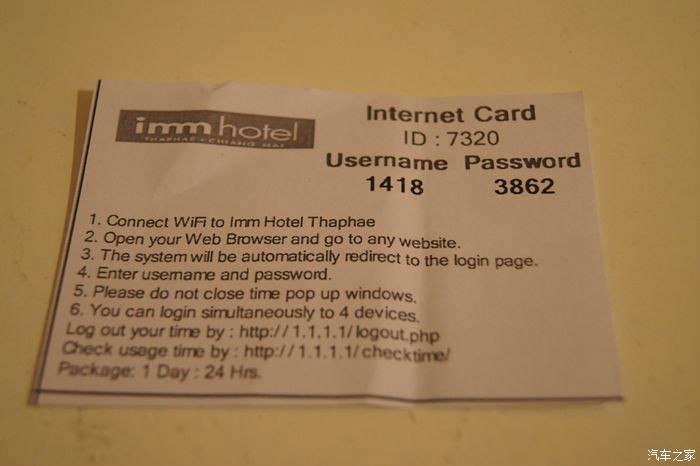 imm hotel
THAPHAE • CHIANG MAI
Internet Card
ID : 7320
Username Password
1418 3862
1. Connect WiFi to Imm Hotel Thaphae
2. Open your Web Browser and go to any website.
3. The system will be automatically redirect to the login page.
4. Enter username and password.
5. Please do not close time pop up windows.
6. You can login simultaneously to 4 devices.
Log out your time by : http://1.1.1.1/logout.php
Check usage time by : http://1.1.1.1/checktime/
Package: 1 Day : 24 Hrs.
汽车之家